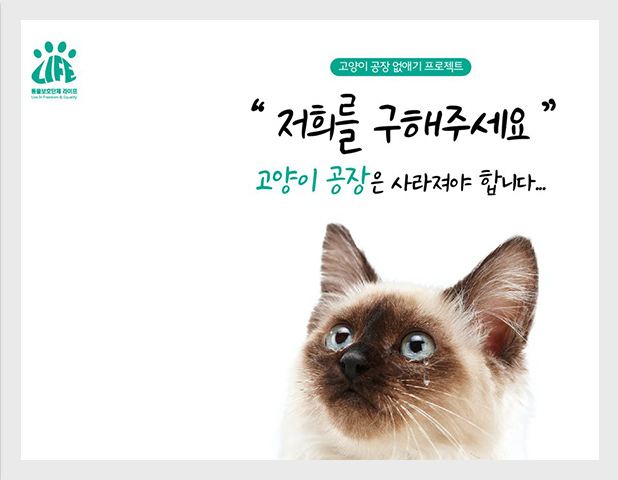 LIFE
동물보호단체 라이프
Live In Freedom & Equality
고양이 공장 없애기 프로젝트
“ 저희를 구해주세요 ”
고양이 공장은 사라져야 합니다...